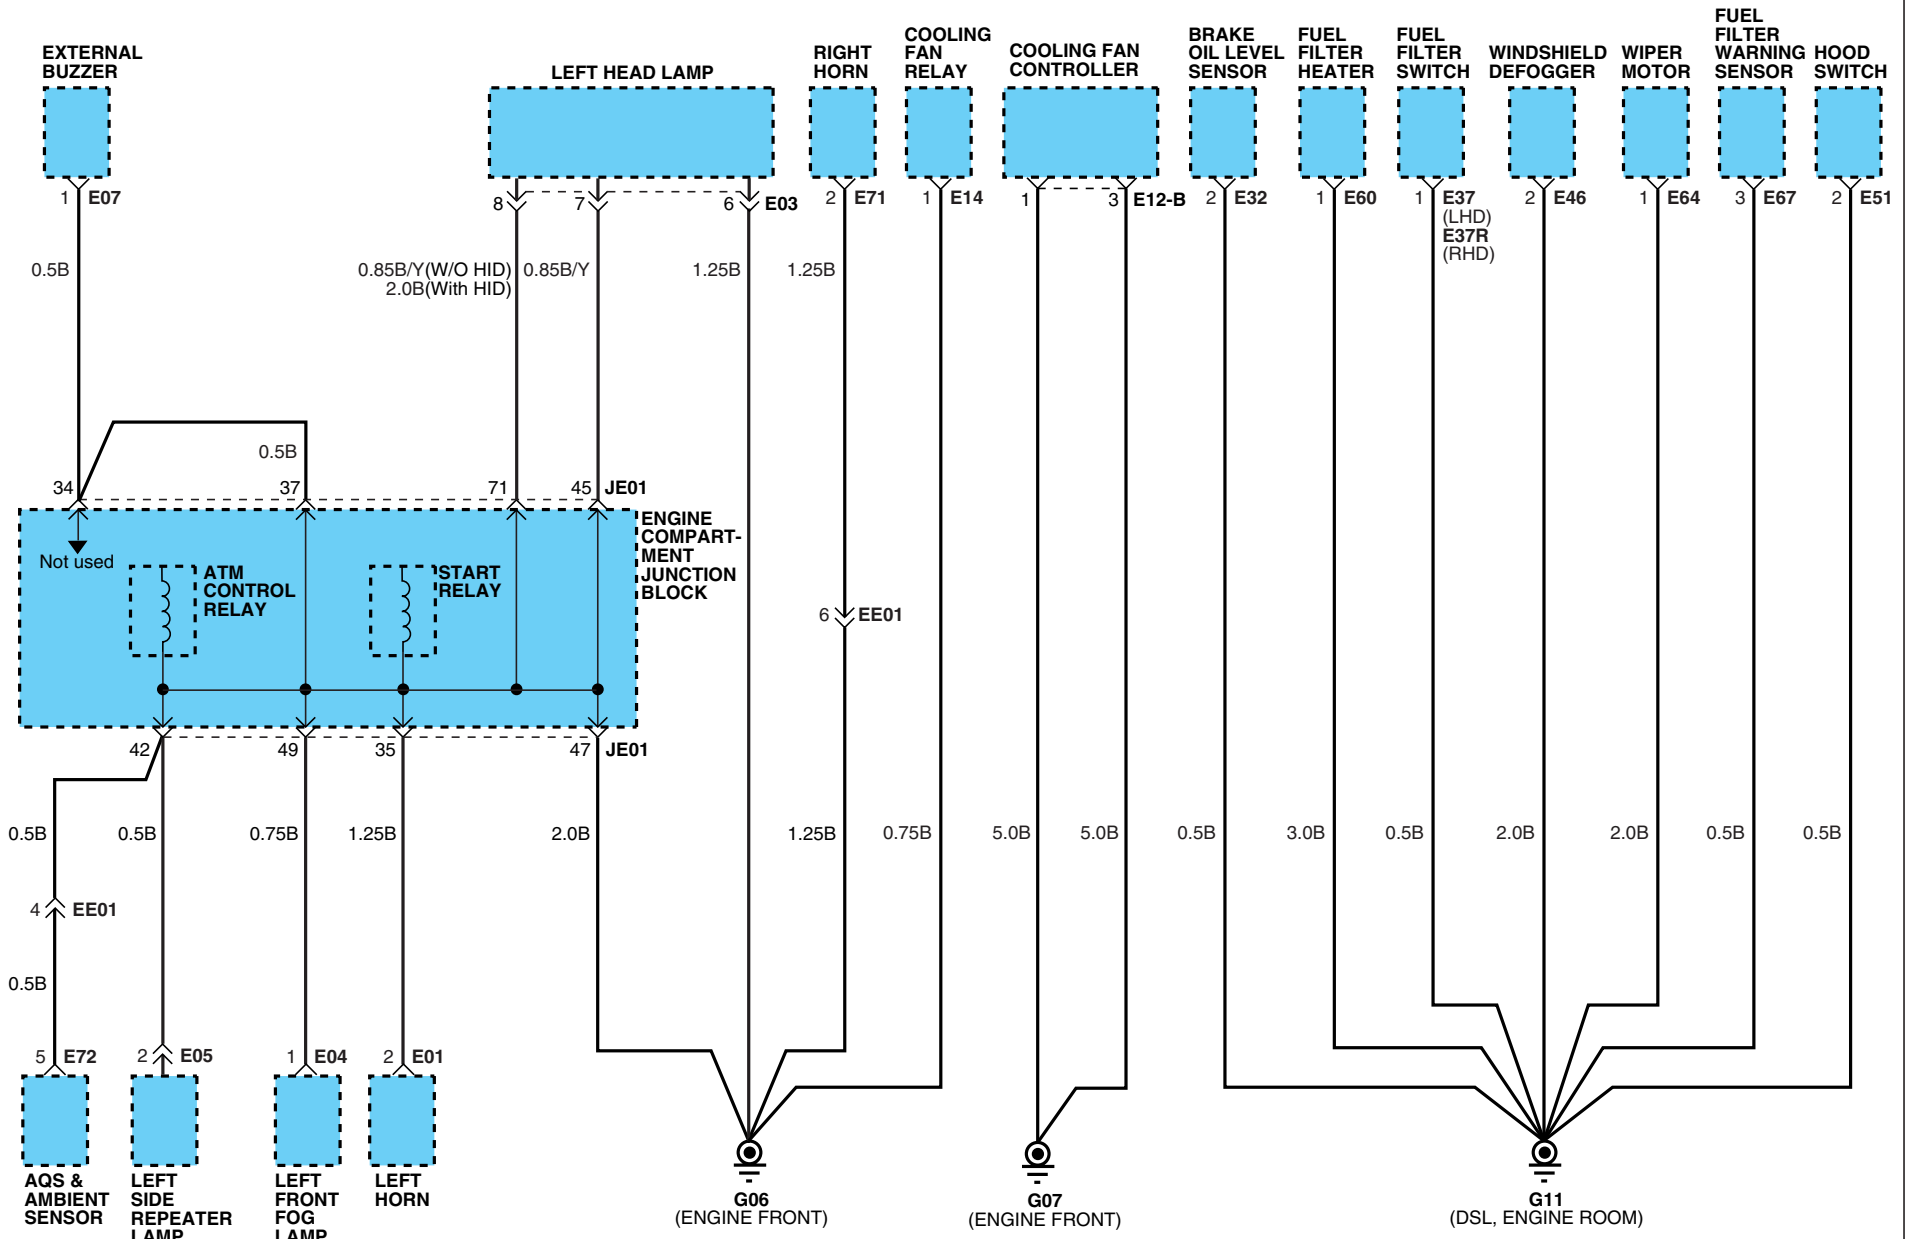 EXTERNAL
BUZZER
LEFT HEAD LAMP
RIGHT
HORN
COOLING
FAN
RELAY
COOLING FAN
CONTROLLER
BRAKE
OIL LEVEL
SENSOR
FUEL
FILTER
HEATER
FUEL
FILTER
SWITCH
WINDSHIELD
DEFOGGER
WIPER
MOTOR
FUEL
FILTER
WARNING
SENSOR
HOOD
SWITCH
1 E07
8
7
6 E03
2 E71
1 E14
1
3 E12-B
2 E32
1 E60
1 E37
(LHD)
E37R
(RHD)
2 E46
1 E64
3 E67
2 E51
0.5B
0.85B/Y(W/O HID)
2.0B(With HID)
0.85B/Y
1.25B
1.25B
0.5B
34
37
71
45 JE01
ENGINE
COMPART-
MENT
JUNCTION
BLOCK
Not used
ATM
CONTROL
RELAY
START
RELAY
6 EE01
42
49
35
47 JE01
0.5B
0.5B
0.75B
1.25B
2.0B
1.25B
0.75B
5.0B
5.0B
0.5B
3.0B
0.5B
2.0B
2.0B
0.5B
0.5B
4 EE01
0.5B
5 E72
2 E05
1 E04
2 E01
AQS &
AMBIENT
SENSOR
LEFT
SIDE
REPEATER
LAMP
LEFT
FRONT
FOG
LAMP
LEFT
HORN
G06
(ENGINE FRONT)
G07
(ENGINE FRONT)
G11
(DSL, ENGINE ROOM)